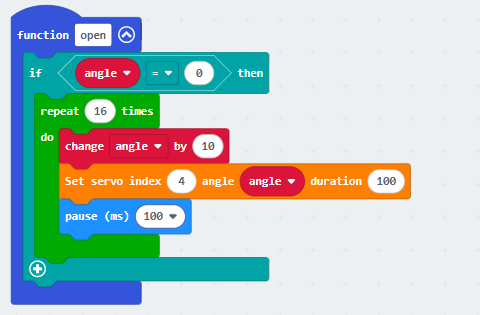 function open
if angle = 0 then
repeat 16 times
do
change angle by 10
Set servo index 4 angle angle duration 100
pause (ms) 100